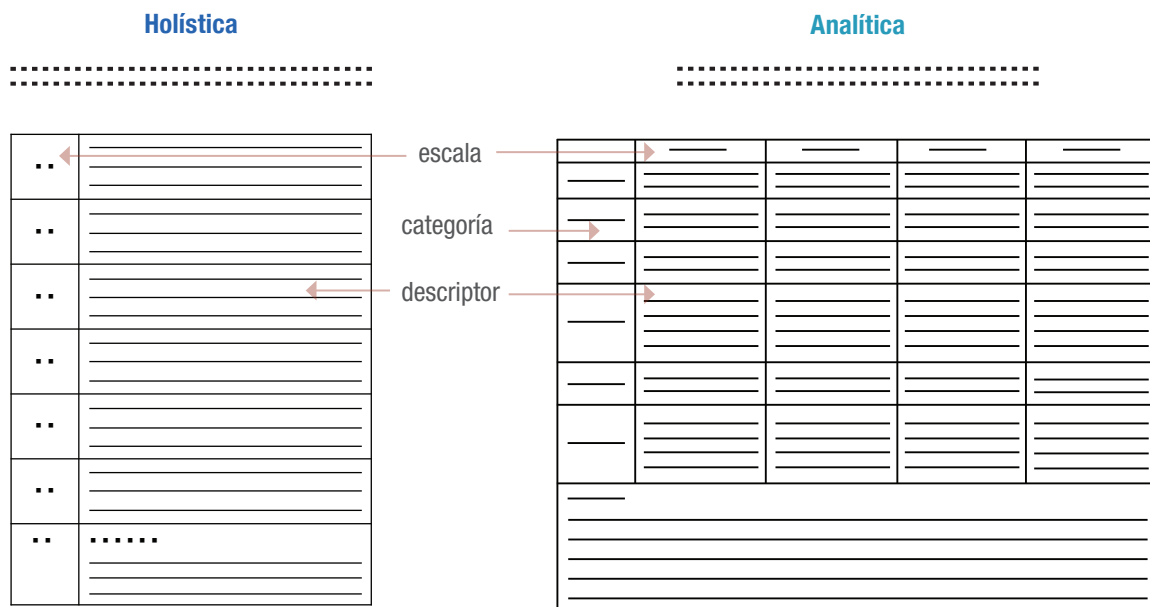 Holística
Analítica
escala
categoría
descriptor